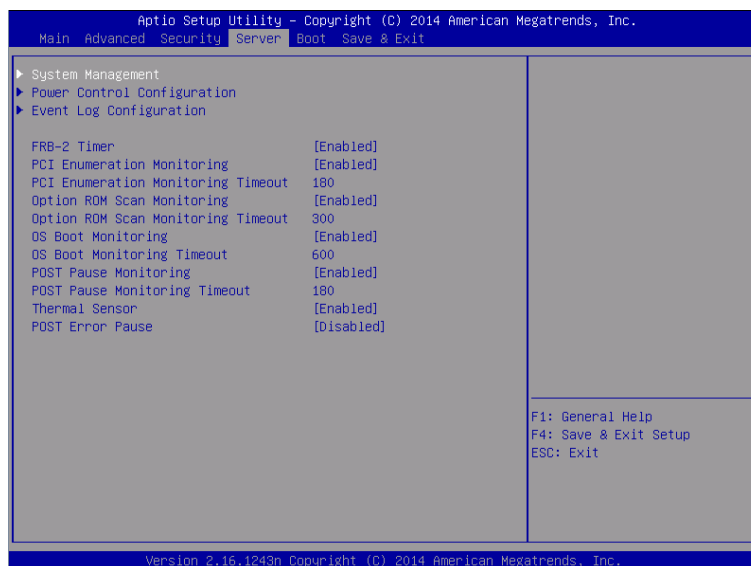 Aptio Setup Utility – Copyright (C) 2014 American Megatrends, Inc.
Main Advanced Security Server Boot Save & Exit
System Management
Power Control Configuration
Event Log Configuration
FRB-2 Timer [Enabled]
PCI Enumeration Monitoring [Enabled]
PCI Enumeration Monitoring Timeout 180
Option ROM Scan Monitoring [Enabled]
Option ROM Scan Monitoring Timeout 300
OS Boot Monitoring [Enabled]
OS Boot Monitoring Timeout 600
POST Pause Monitoring [Enabled]
POST Pause Monitoring Timeout 180
Thermal Sensor [Enabled]
POST Error Pause [Disabled]
F1: General Help
F4: Save & Exit Setup
ESC: Exit
Version 2.16.1243n Copyright (C) 2014 American Megatrends, Inc.